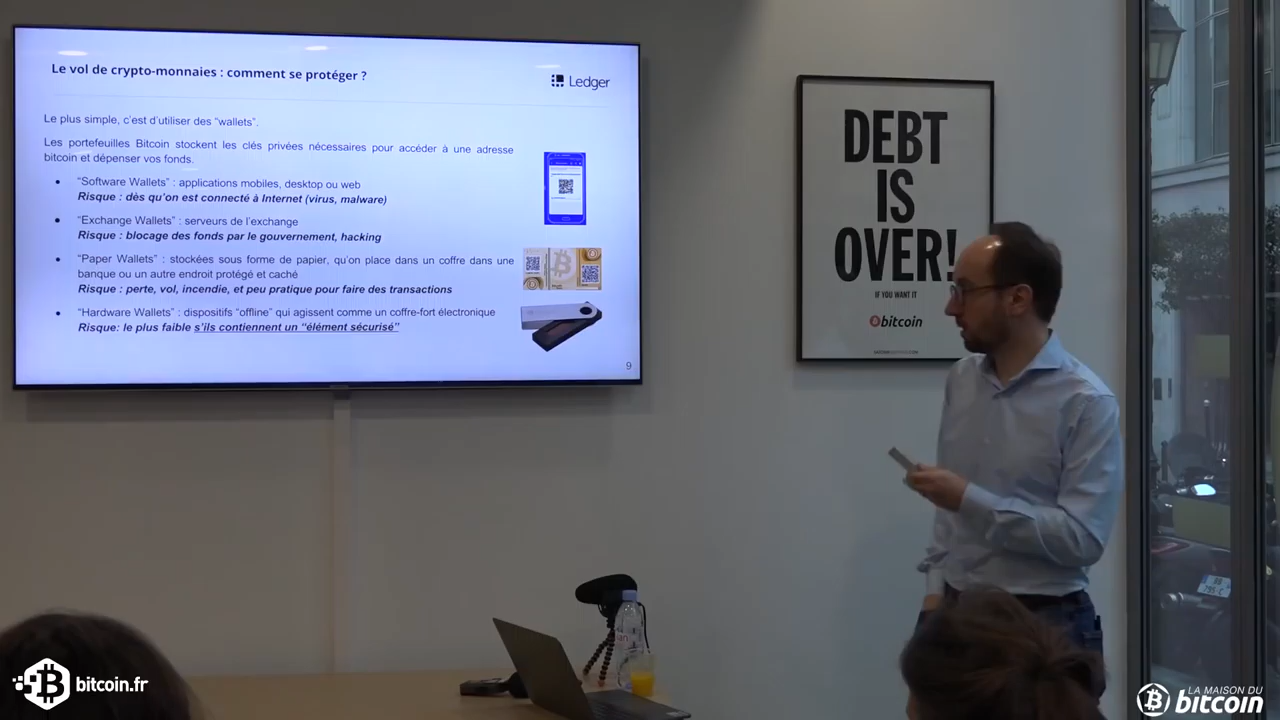 Le vol de crypto-monnaies : comment se protéger ?
Ledger
Le plus simple, c'est d'utiliser des “wallets”.
Les portefeuilles Bitcoin stockent les clés privées nécessaires pour accéder à une adresse
bitcoin et dépenser vos fonds.
• “Software Wallets” : applications mobiles, desktop ou web
Risque : dès qu'on est connecté à Internet (virus, malware)
• “Exchange Wallets” : serveurs de l'exchange
Risque : blocage des fonds par le gouvernement, hacking
• “Paper Wallets” : stockées sous forme de papier, qu'on place dans un coffre dans une
banque ou un autre endroit protégé et caché
Risque : perte, vol, incendie, et peu pratique pour faire des transactions
• “Hardware Wallets” : dispositifs “offline” qui agissent comme un coffre-fort électronique
Risque: le plus faible s'ils contiennent un “élément sécurisé”
9
DEBT
IS
OVER!
IF YOU WANT IT
bitcoin
bitcoin.fr
LA MAISON DU
bitcoin